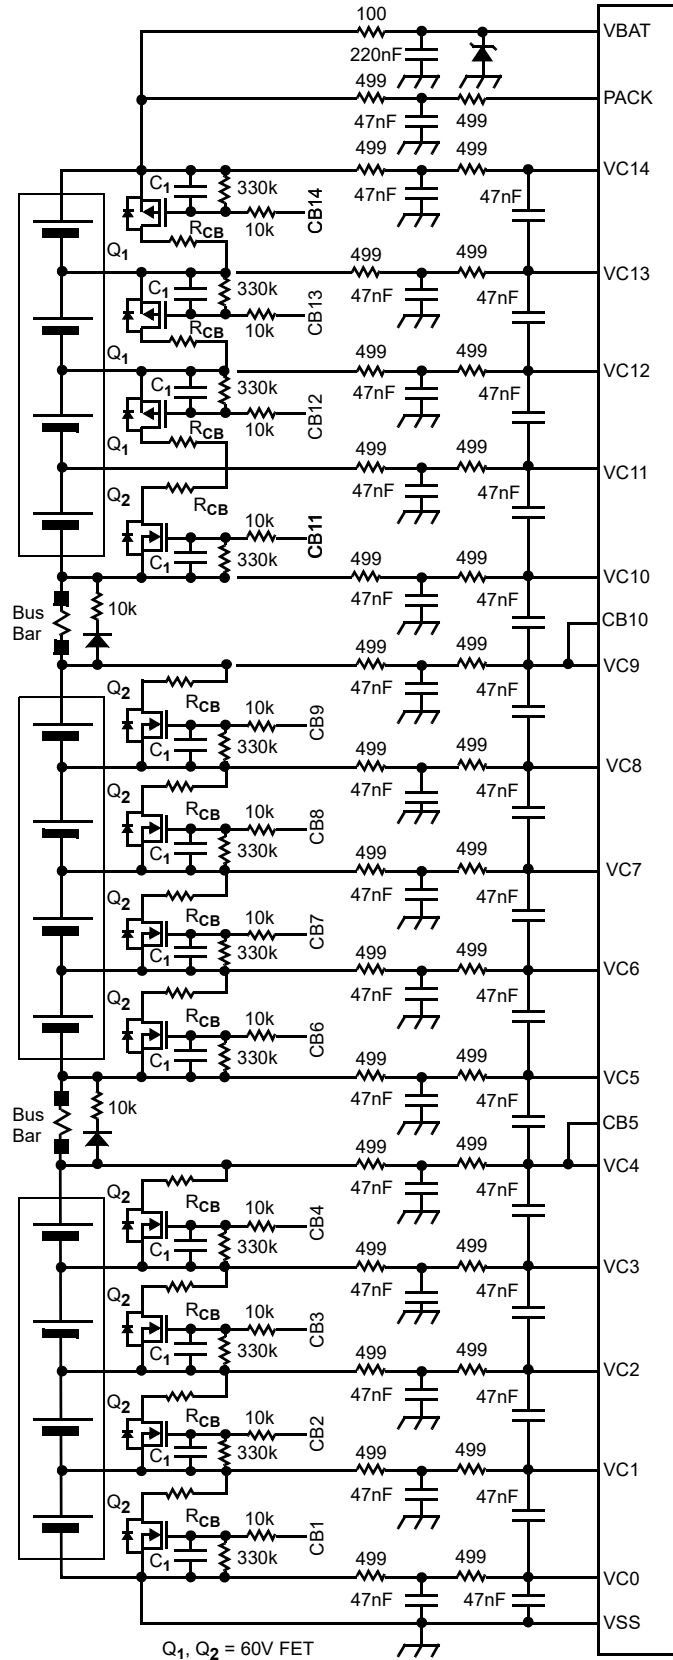 100
VBAT
220nF
499
PACK
47nF
499
499
499
VC14
C1
330k
CB14
47nF
47nF
10k
RCB
Q1
499
499
VC13
C1
330k
CB13
47nF
47nF
10k
RCB
Q1
499
499
VC12
C1
330k
CB12
47nF
47nF
10k
RCB
Q1
499
499
VC11
Q2
RCB
47nF
47nF
10k
CB11
C1
330k
499
499
VC10
Bus
Bar
10k
47nF
47nF
CB10
499
499
VC9
Q2
RCB
10k
CB9
47nF
47nF
C1
330k
499
499
VC8
Q2
RCB
10k
CB8
47nF
47nF
C1
330k
499
499
VC7
Q2
RCB
10k
CB7
47nF
47nF
C1
330k
499
499
VC6
Q2
RCB
10k
CB6
47nF
47nF
C1
330k
499
499
VC5
Bus
Bar
10k
47nF
47nF
CB5
499
499
VC4
Q2
RCB
10k
CB4
47nF
47nF
C1
330k
499
499
VC3
Q2
RCB
10k
CB3
47nF
47nF
C1
330k
499
499
VC2
Q2
RCB
10k
CB2
47nF
47nF
C1
330k
499
499
VC1
Q2
RCB
10k
CB1
47nF
47nF
C1
330k
499
499
VC0
47nF
47nF
VSS
Q1, Q2 = 60V FET